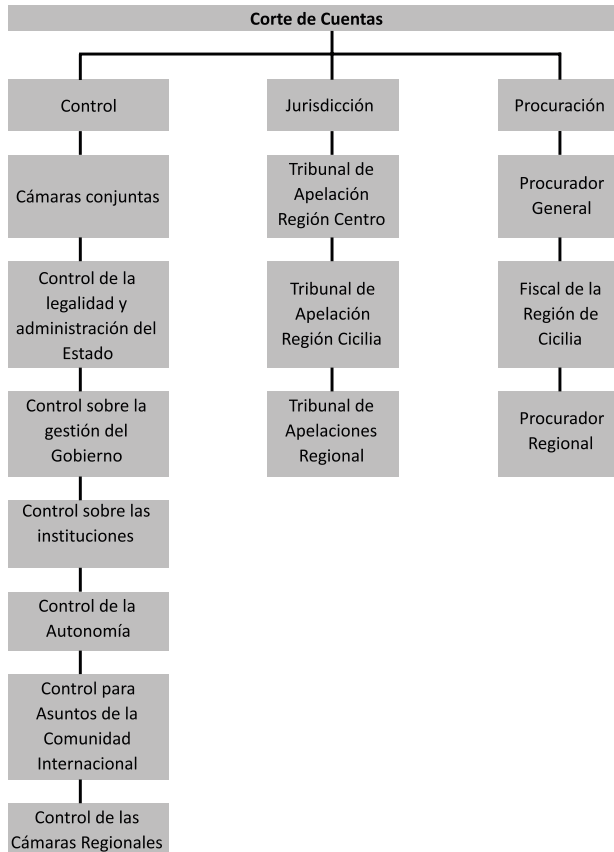 Corte de Cuentas
Control
Cámaras conjuntas
Control de la
legalidad y
administración del
Estado
Control sobre la
gestión del
Gobierno
Control sobre las
instituciones
Control de la
Autonomía
Control para
Asuntos de la
Comunidad
Internacional
Control de las
Cámaras Regionales
Jurisdicción
Tribunal de
Apelación
Región Centro
Tribunal de
Apelación
Región Cicilia
Tribunal de
Apelaciones
Regional
Procuración
Procurador
General
Fiscal de la
Región de
Cicilia
Procurador
Regional